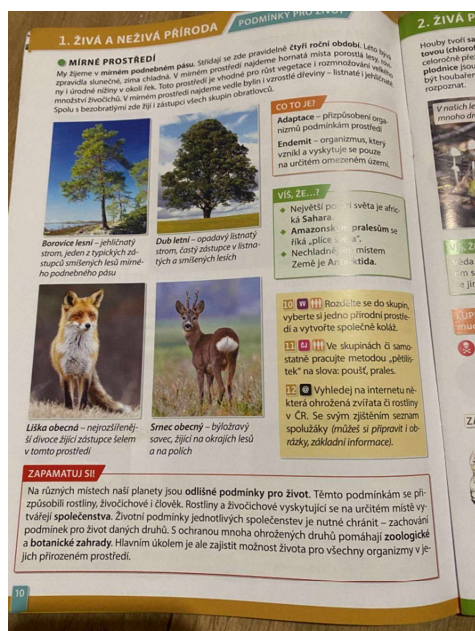 1. ŽIVÁ A NEŽIVÁ PŘÍRODA
PODMÍNKY PRO ŽIVOT
MÍRNÉ PROSTŘEDÍ
My žijeme v mírném podnebném pásu. Střídají se zde pravidelně čtyři roční období. Léto bývá
zpravidla slunečné, zima chladná. V mírném prostředí najdeme hornatá místa porostlá lesy,
ny i úrodné nížiny v okolí řek. Toto prostředí je vhodné pro růst vegetace i rozmnožování velkého
množství živočichů. V mírném prostředí najdeme vedle bylin i vzrostlé dřeviny – listnaté i jehličnaté.
Spolu s bezobratlými zde žijí i zástupci všech skupin obratlovců.
CO TO JE?
Adaptace – přizpůsobení orga-
nizmů podmínkám prostředí
Endemit – organizmus, který
vznikl a vyskytuje se pouze
na určitém omezeném území.
Borovice lesní – jehličnatý
strom, jeden z typických zá-
stupců smíšených lesů mírné-
ho podnebného pásu
Dub letní – opadavý listnatý
strom, častý zástupce v listna-
tých a smíšených lesích
VÍŠ, ŽE...?
Největší světa je afric-
ká Sahara.
Amazonským pralesům se
říká „plíce
Nechladnějším místem
Země je Antarktida.
Liška obecná – nejrozšířeněj-
ší divoce žijící zástupce šelem
v tomto prostředí
Srnec obecný – býložravý
savec, žijící na okrajích lesů
a na polích
10 Rozdělte se do skupin,
vyberte si jedno přírodní prostře-
dí a vytvořte společně koláž.
11 ČJ Ve skupinách či samo-
statně pracujte metodou „pětilís-
tek" na slova: poušť, prales.
12 @ Vyhledej na internetu ně-
která ohrožená zvířata či rostliny
v ČR. Se svým zjištěním seznam
spolužáky (můžeš si připravit i ob-
rázky, základní informace).
ZAPAMATUJ SI!
Na různých místech naší planety jsou odlišné podmínky pro život. Těmto podmínkám se při-
způsobili rostliny, živočichové i člověk. Rostliny a živočichové vyskytující se na určitém místě vy-
tvářejí společenstva. Životní podmínky jednotlivých společenstev je nutné chránit – zachování
podmínek pro život daných druhů. S ochranou mnoha ohrožených druhů pomáhají zoologické
a botanické zahrady. Hlavním úkolem je ale zajistit možnost života pro všechny organizmy v je-
jich přirozeném prostředí.
10
2. ŽIVÁ P
Houby tvoří
tovou (chloro
celoročně pře
plodnice jsou
být houbaře
rozpoznat.
V našich
mnoho dr